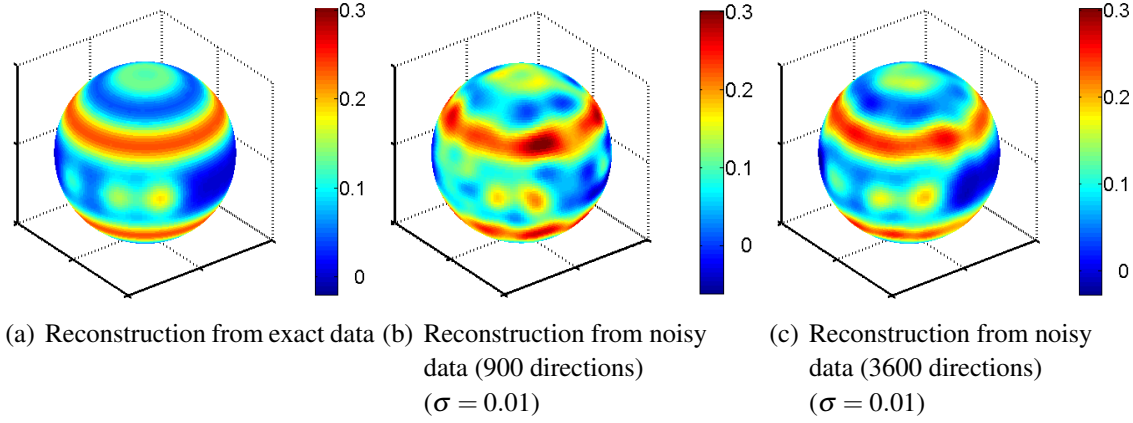 0.3
0.2
0.1
0
0.3
0.2
0.1
0
0.3
0.2
0.1
0
(a) Reconstruction from exact data
(b) Reconstruction from noisy
data (900 directions)
(σ = 0.01)
(c) Reconstruction from noisy
data (3600 directions)
(σ = 0.01)